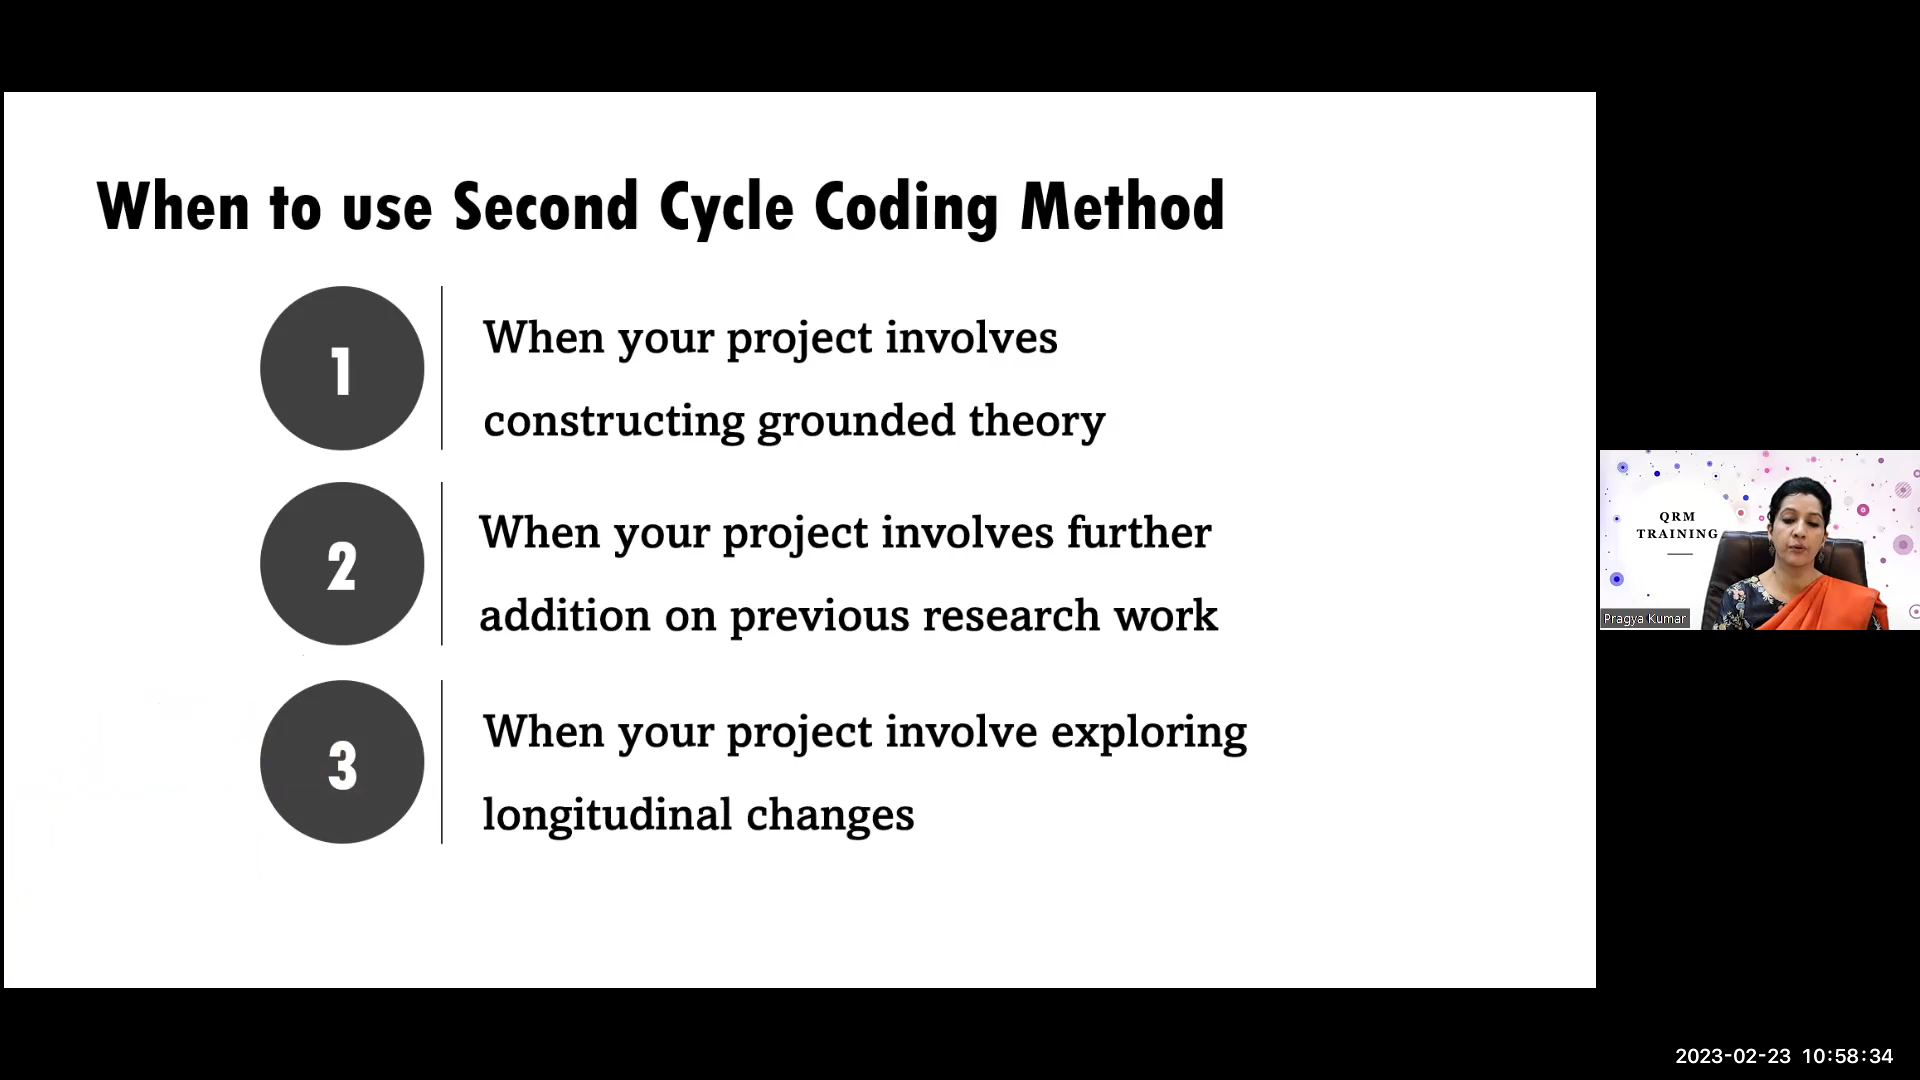 When to use Second Cycle Coding Method
1
When your project involves
constructing grounded theory
2
When your project involves further
addition on previous research work
3
When your project involve exploring
longitudinal changes
QRM
TRAINING
Pragya Kumar
2023-02-23 10:58:34